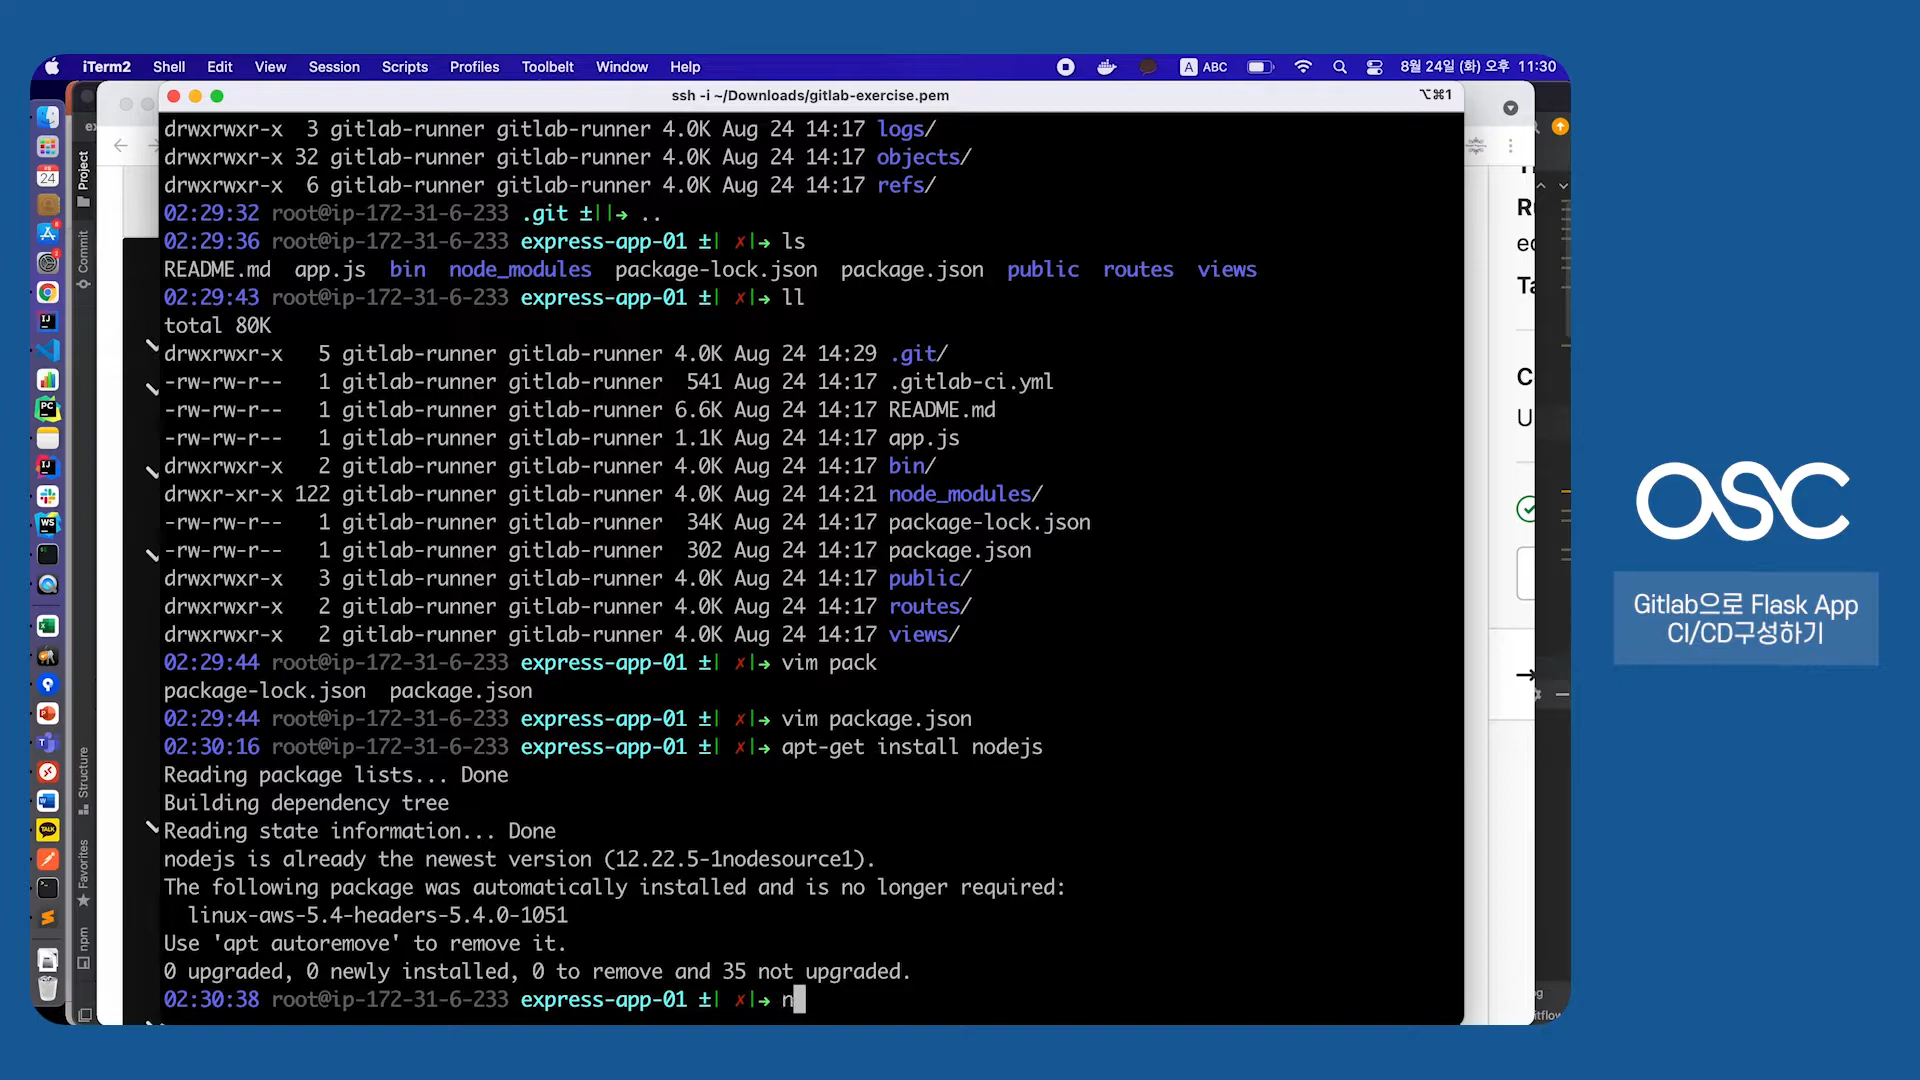 iTerm2 Shell Edit View Session Scripts Profiles Toolbelt Window Help A ABC 8월 24일 (화) 오후 11:30
ssh -i ~/Downloads/gitlab-exercise.pem ⌥⌘1
drwxrwxr-x 3 gitlab-runner gitlab-runner 4.0K Aug 24 14:17 logs/
drwxrwxr-x 32 gitlab-runner gitlab-runner 4.0K Aug 24 14:17 objects/
drwxrwxr-x 6 gitlab-runner gitlab-runner 4.0K Aug 24 14:17 refs/
02:29:32 root@ip-172-31-6-233 .git ±||→ ..
02:29:36 root@ip-172-31-6-233 express-app-01 ±| ✗|→ ls
README.md app.js bin node_modules package-lock.json package.json public routes views
02:29:43 root@ip-172-31-6-233 express-app-01 ±| ✗|→ ll
total 80K
drwxrwxr-x 5 gitlab-runner gitlab-runner 4.0K Aug 24 14:29 .git/
-rw-rw-r-- 1 gitlab-runner gitlab-runner 541 Aug 24 14:17 .gitlab-ci.yml
-rw-rw-r-- 1 gitlab-runner gitlab-runner 6.6K Aug 24 14:17 README.md
-rw-rw-r-- 1 gitlab-runner gitlab-runner 1.1K Aug 24 14:17 app.js
drwxrwxr-x 2 gitlab-runner gitlab-runner 4.0K Aug 24 14:17 bin/
drwxr-xr-x 122 gitlab-runner gitlab-runner 4.0K Aug 24 14:21 node_modules/
-rw-rw-r-- 1 gitlab-runner gitlab-runner 34K Aug 24 14:17 package-lock.json
-rw-rw-r-- 1 gitlab-runner gitlab-runner 302 Aug 24 14:17 package.json
drwxrwxr-x 3 gitlab-runner gitlab-runner 4.0K Aug 24 14:17 public/
drwxrwxr-x 2 gitlab-runner gitlab-runner 4.0K Aug 24 14:17 routes/
drwxrwxr-x 2 gitlab-runner gitlab-runner 4.0K Aug 24 14:17 views/
02:29:44 root@ip-172-31-6-233 express-app-01 ±| ✗|→ vim pack
package-lock.json package.json
02:29:44 root@ip-172-31-6-233 express-app-01 ±| ✗|→ vim package.json
02:30:16 root@ip-172-31-6-233 express-app-01 ±| ✗|→ apt-get install nodejs
Reading package lists... Done
Building dependency tree
Reading state information... Done
nodejs is already the newest version (12.22.5-1nodesource1).
The following package was automatically installed and is no longer required:
linux-aws-5.4-headers-5.4.0-1051
Use 'apt autoremove' to remove it.
0 upgraded, 0 newly installed, 0 to remove and 35 not upgraded.
02:30:38 root@ip-172-31-6-233 express-app-01 ±| ✗|→ n
Project
Commit
Structure
Favorites
npm
OSC
Gitlab으로 Flask App
CI/CD구성하기